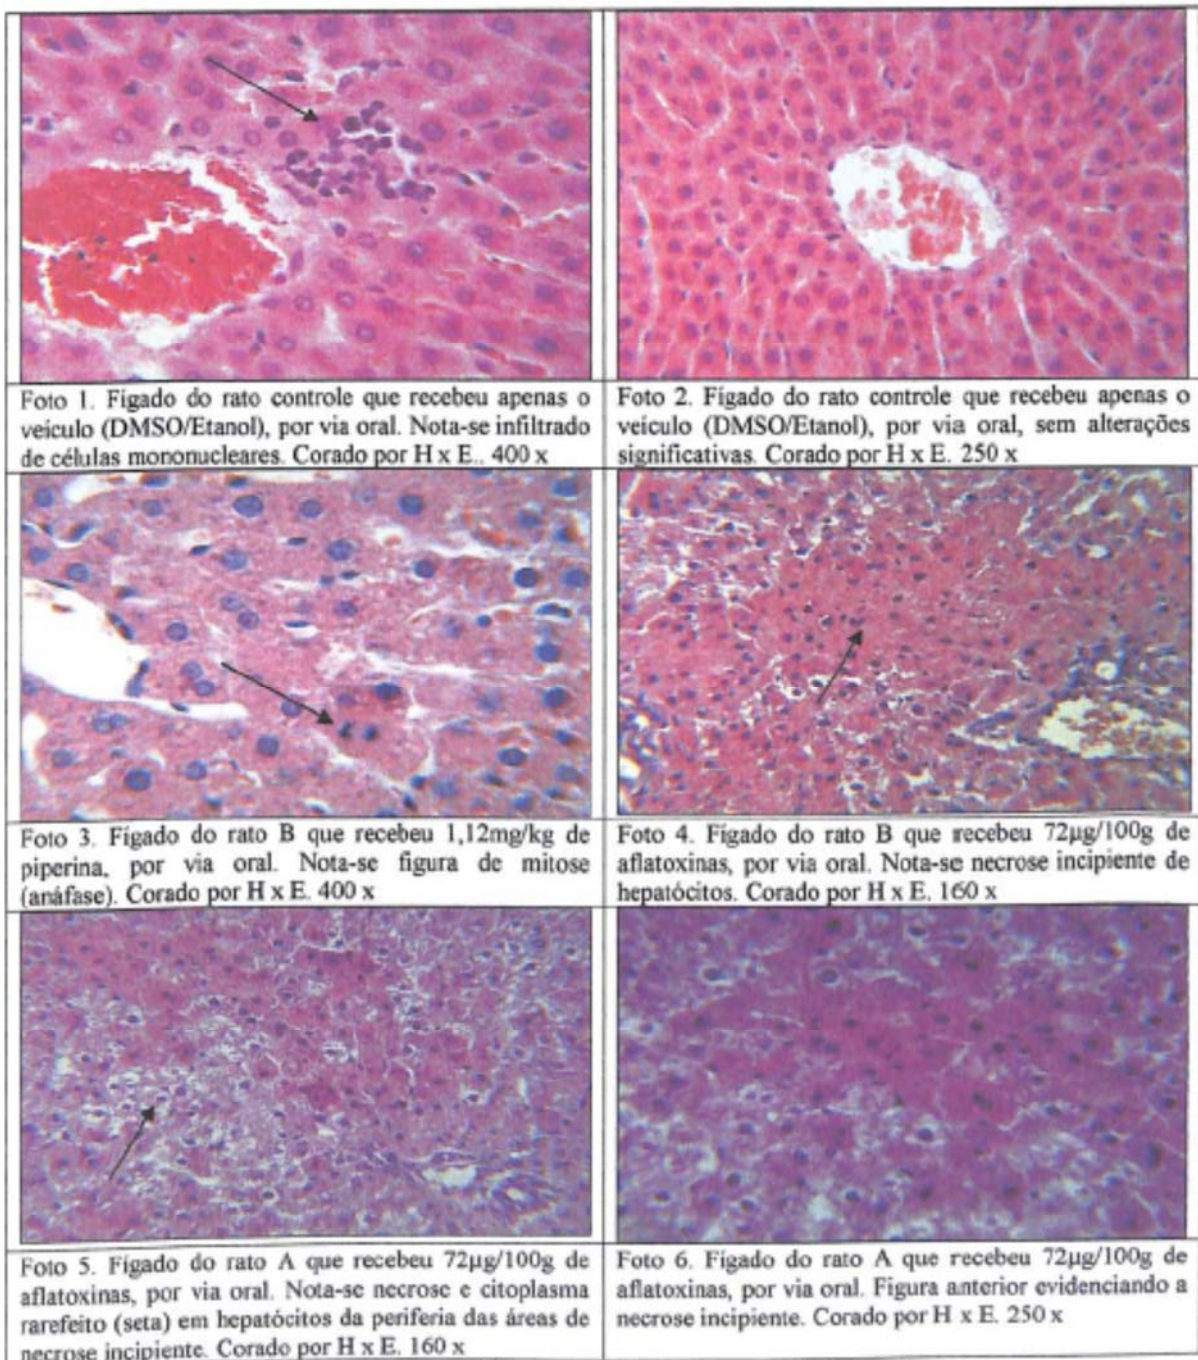 Foto 1. Fígado do rato controle que recebeu apenas o
veículo (DMSO/Etanol), por via oral. Nota-se infiltrado
de células mononucleares. Corado por H x E.. 400 x
Foto 2. Fígado do rato controle que recebeu apenas o
veículo (DMSO/Etanol), por via oral, sem alterações
significativas. Corado por H x E. 250 x
Foto 3. Fígado do rato B que recebeu 1,12mg/kg de
piperina, por via oral. Nota-se figura de mitose
(anáfase). Corado por H x E. 400 x
Foto 4. Fígado do rato B que recebeu 72µg/100g de
aflatoxinas, por via oral. Nota-se necrose incipiente de
hepatócitos. Corado por H x E. 160 x
Foto 5. Fígado do rato A que recebeu 72µg/100g de
aflatoxinas, por via oral. Nota-se necrose e citoplasma
rarefeito (seta) em hepatócitos da periferia das áreas de
necrose incipiente. Corado por H x E. 160 x
Foto 6. Fígado do rato A que recebeu 72µg/100g de
aflatoxinas, por via oral. Figura anterior evidenciando a
necrose incipiente. Corado por H x E. 250 x